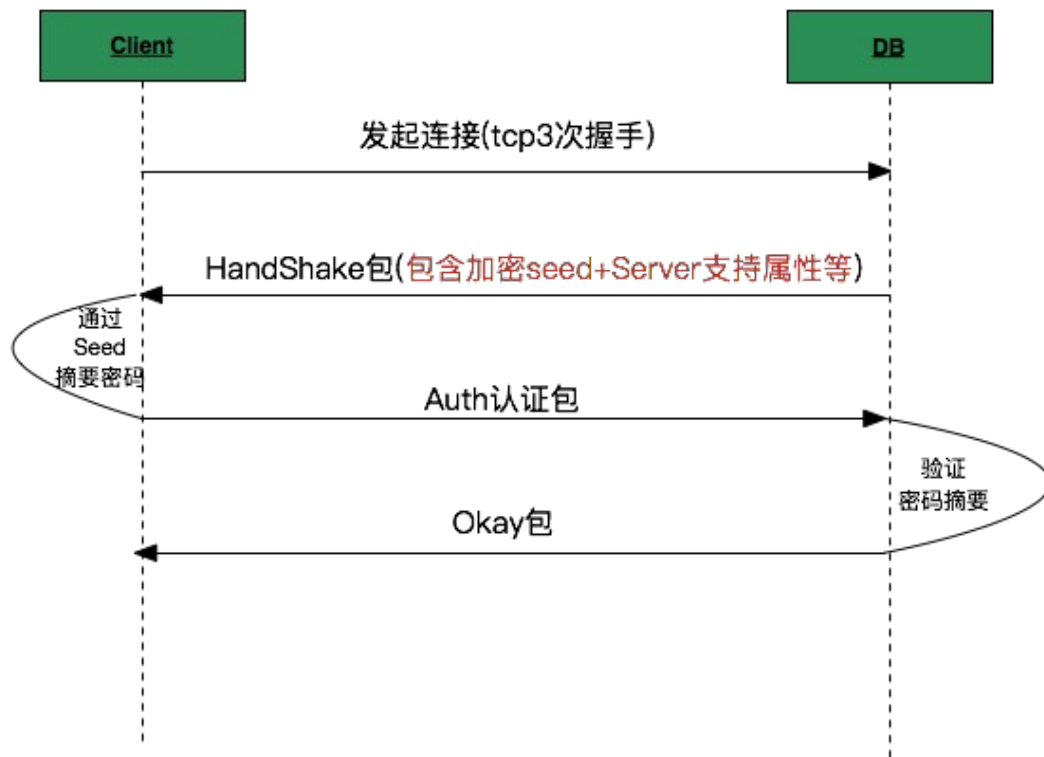 Client
DB
发起连接(tcp3次握手)
HandShake包(包含加密seed+Server支持属性等)
通过
Seed
摘要密码
Auth认证包
验证
密码摘要
Okay包